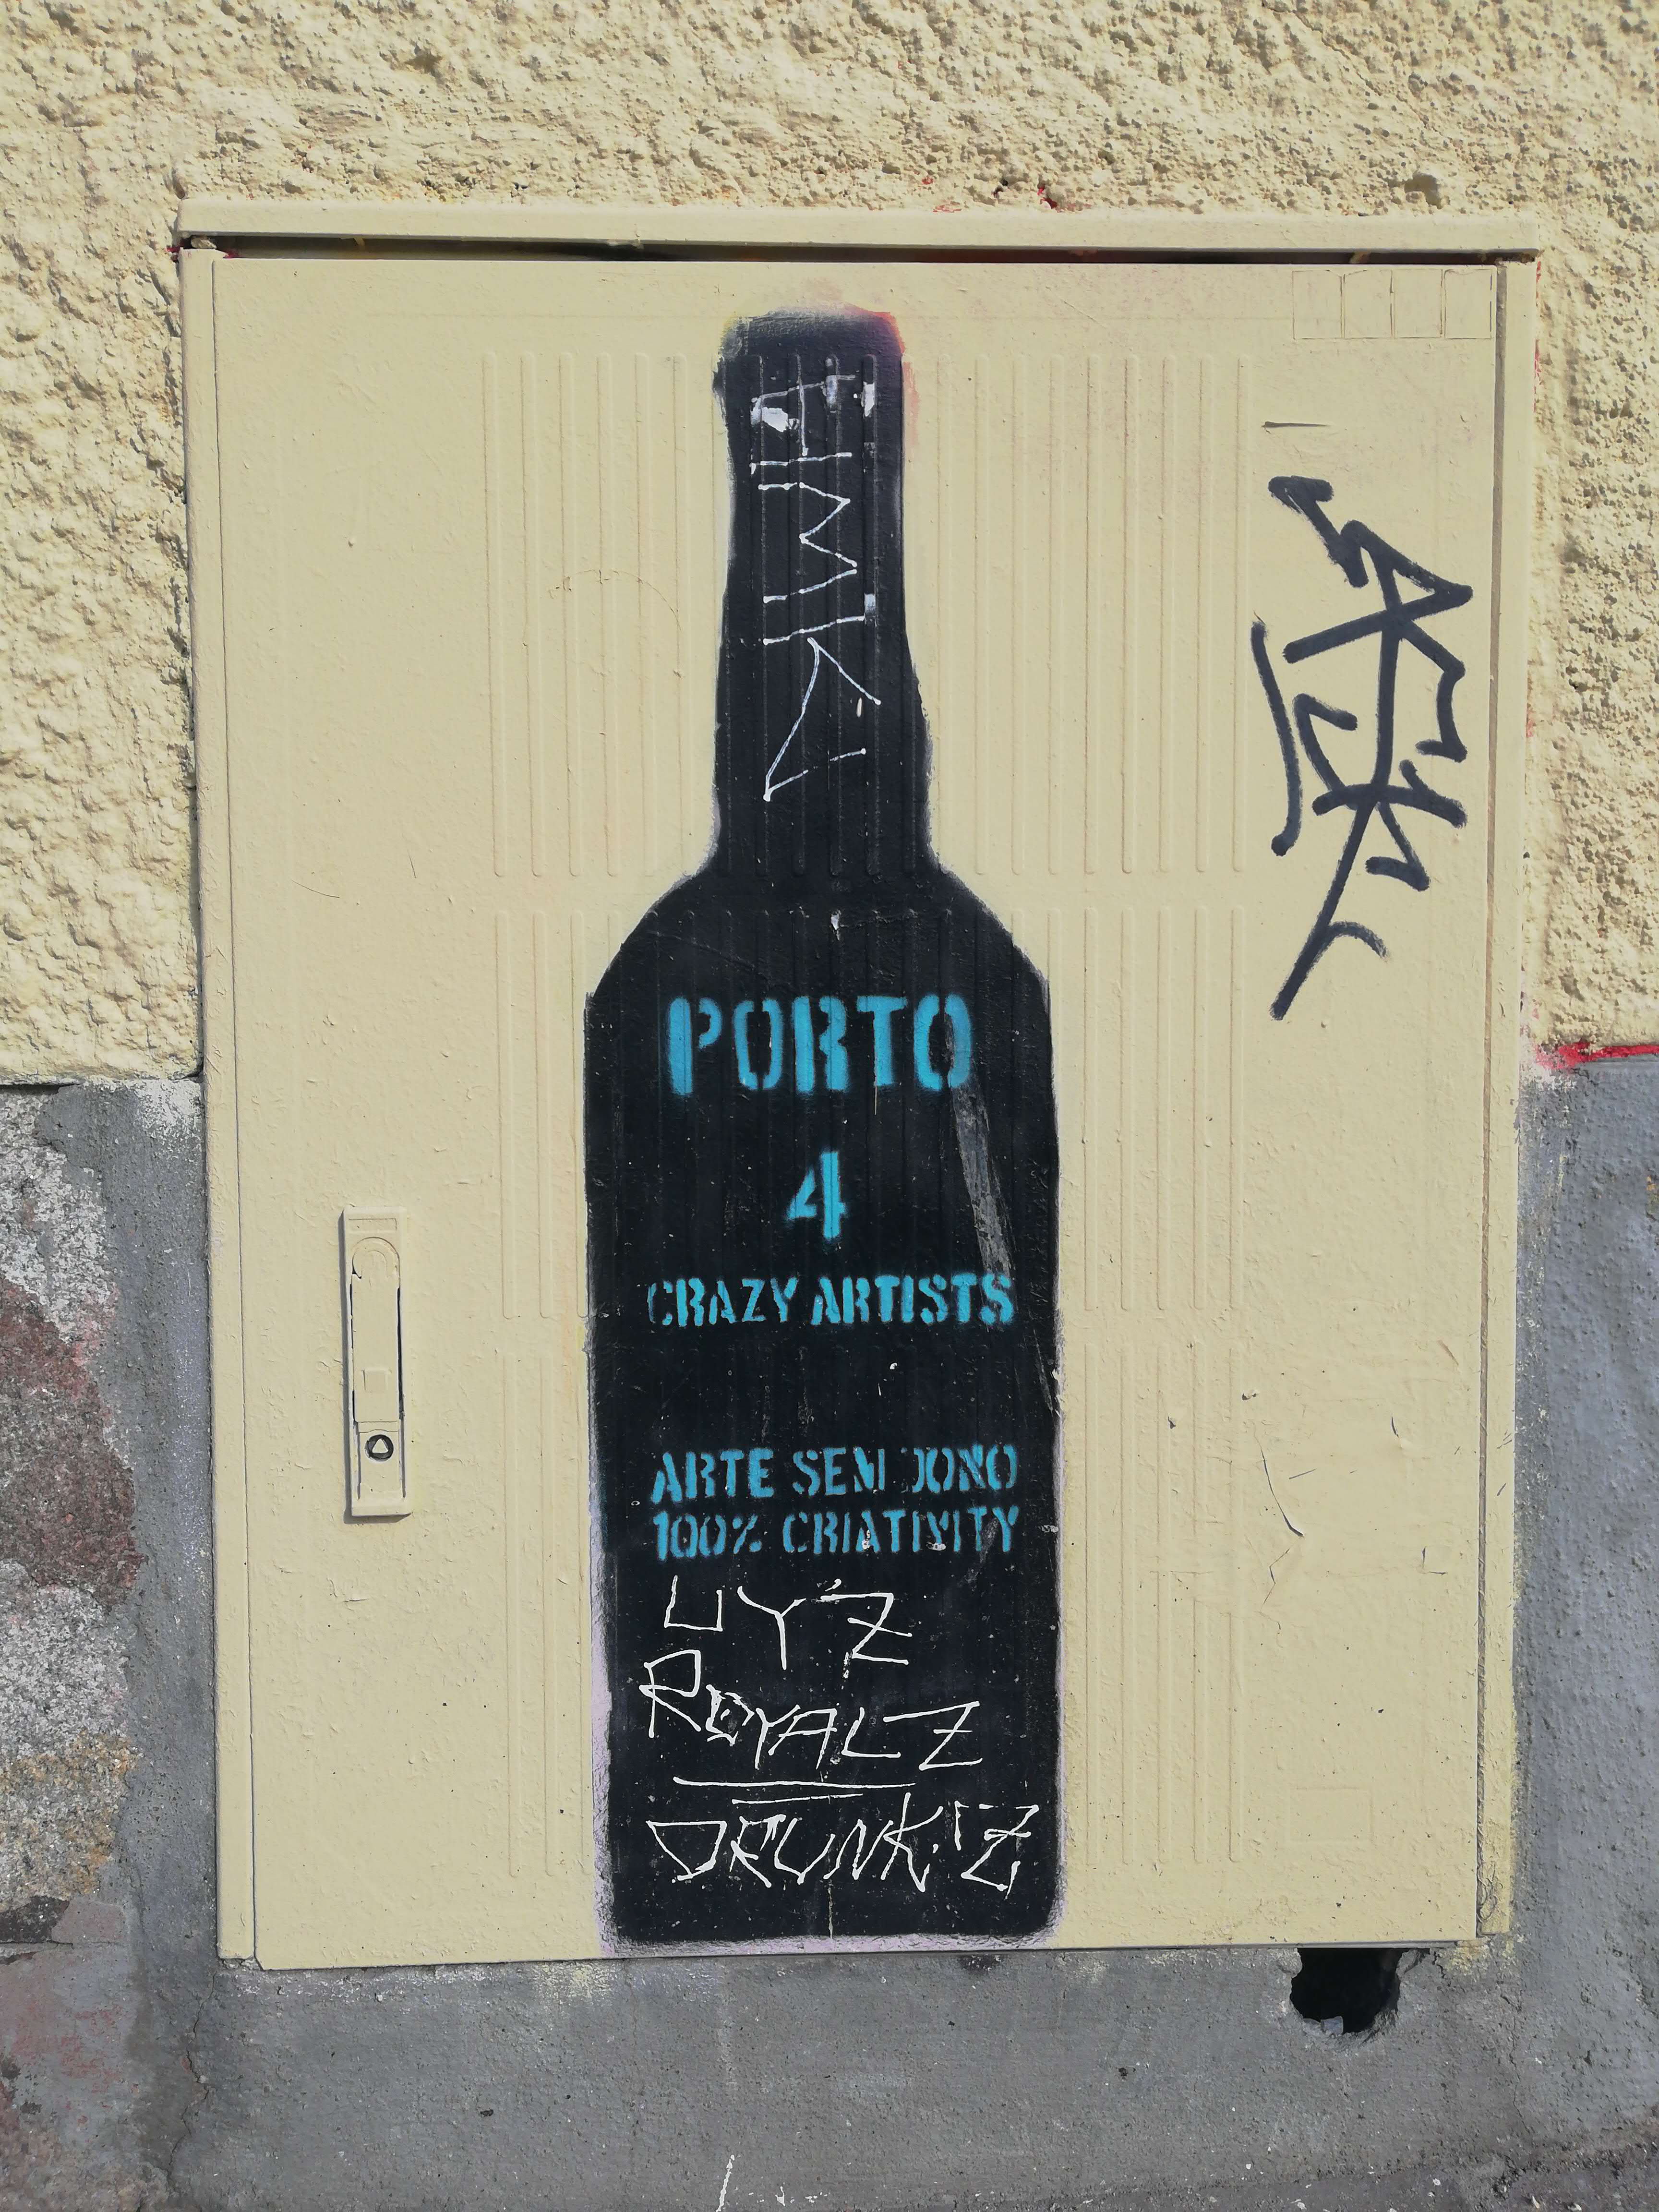 PORTO
4
CRAZY ARTISTS
ARTE SEM DONO
100% CRIATIVITY
UY'Z
ROYALZ
DRUNK'Z